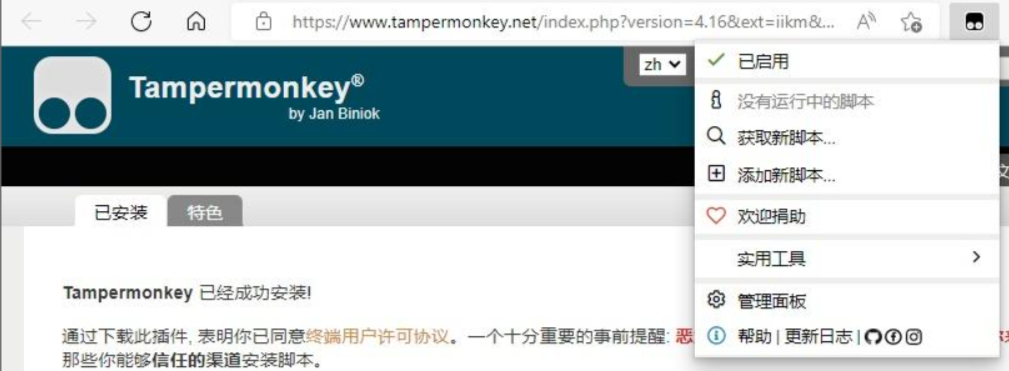 https://www.tampermonkey.net/index.php?version=4.16&ext=iikm&...
Tampermonkey®
by Jan Biniok
zh
已启用
没有运行中的脚本
获取新脚本...
添加新脚本...
欢迎捐助
实用工具
管理面板
帮助 | 更新日志 |
已安装 特色
Tampermonkey 已经成功安装!
通过下载此插件, 表明你已同意终端用户许可协议。一个十分重要的事前提醒: 恶
那些你能够信任的渠道安装脚本。